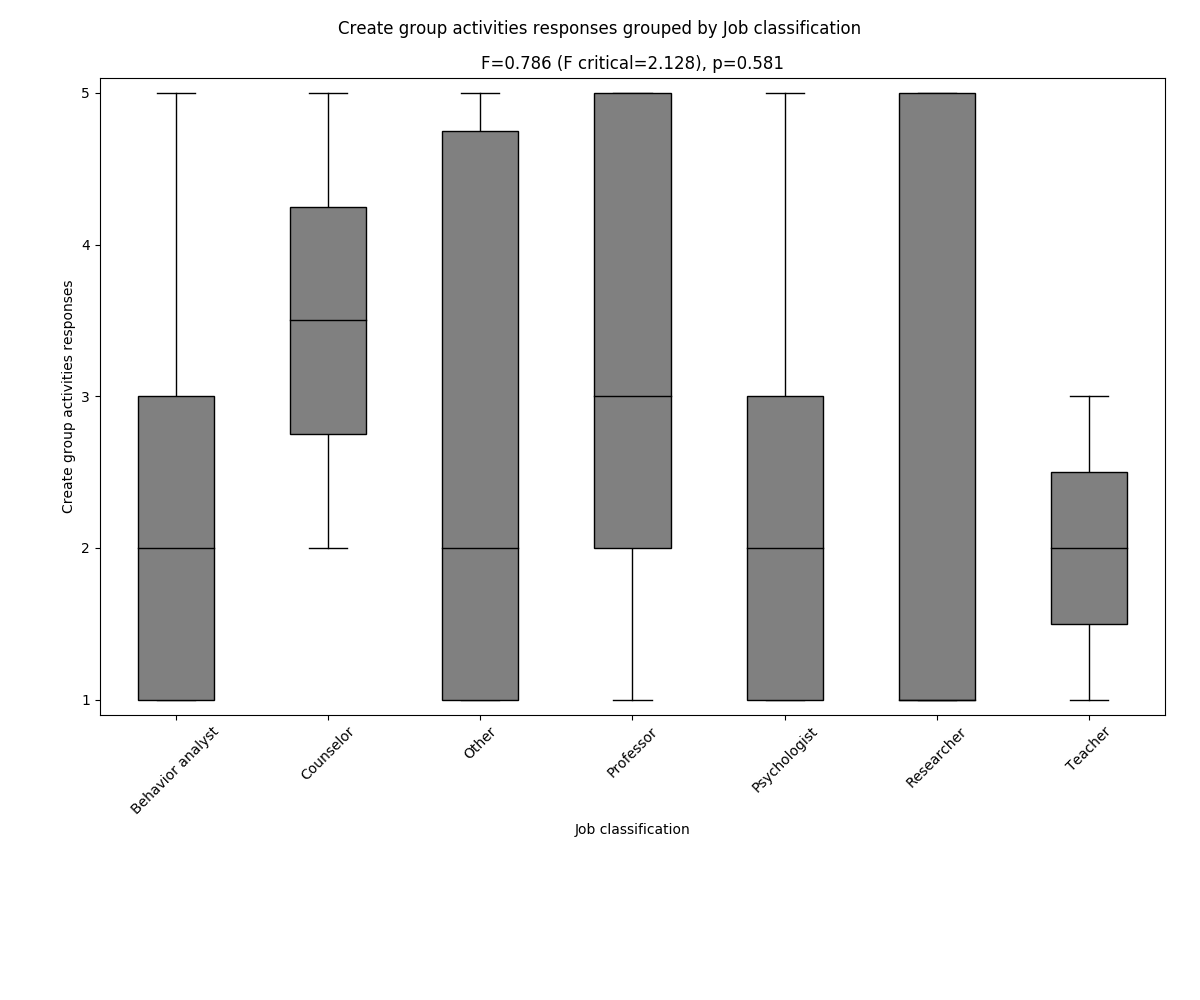 Create group activities responses grouped by Job classification
F=0.786 (F critical=2.128), p=0.581
Create group activities responses
5
4
3
2
1
Behavior analyst
Counselor
Other
Professor
Psychologist
Researcher
Teacher
Job classification